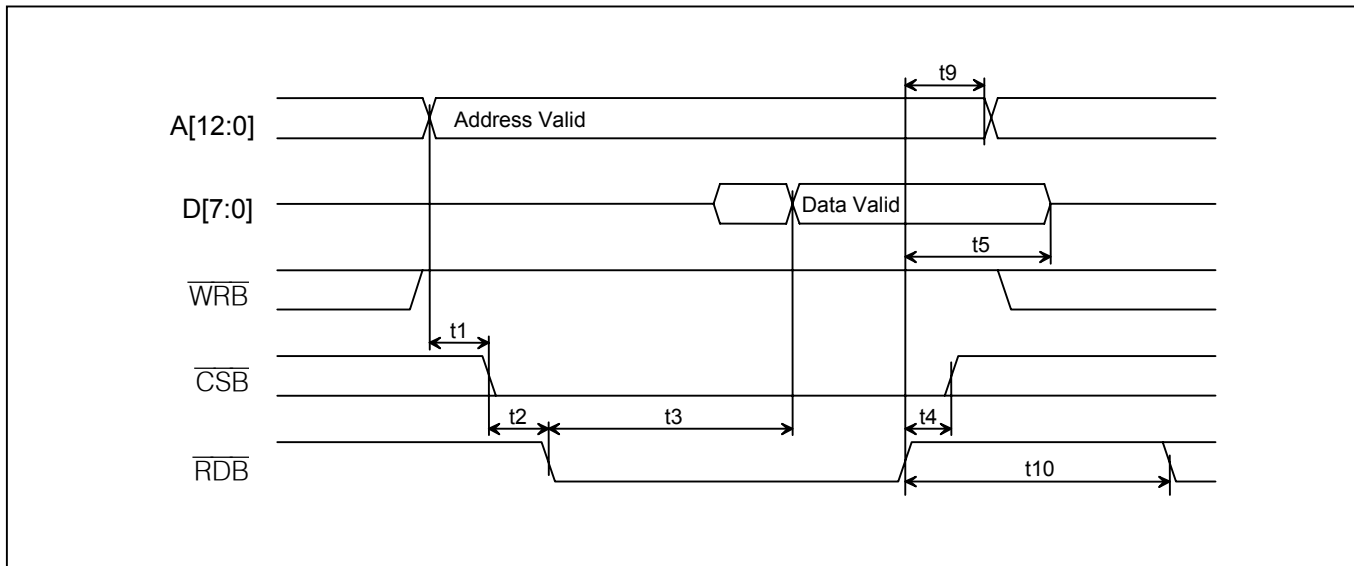 t9
A[12:0]
Address Valid
D[7:0]
Data Valid
t5
WRB
t1
CSB
t2
t3
t4
RDB
t10